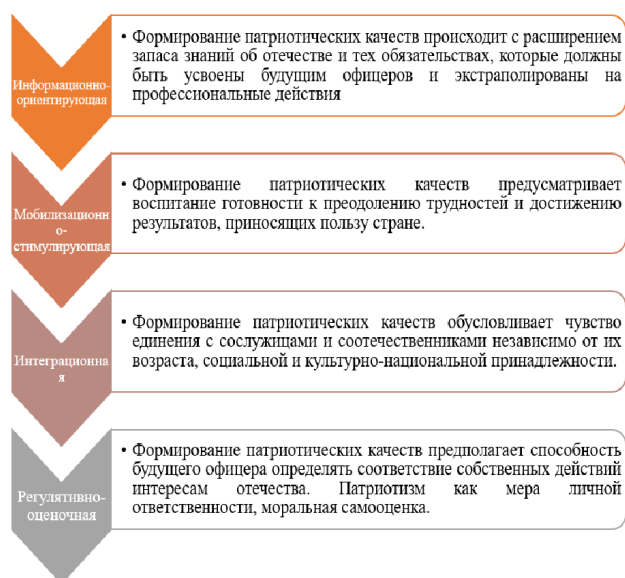 Информационно-
ориентирующая
• Формирование патриотических качеств происходит с расширением
запаса знаний об отечестве и тех обязательствах, которые должны
быть усвоены будущим офицеров и экстраполированы на
профессиональные действия
Мобилизационн
о-
стимулирующая
• Формирование патриотических качеств предусматривает
воспитание готовности к преодолению трудностей и достижению
результатов, приносящих пользу стране.
Интеграционна
я
• Формирование патриотических качеств обусловливает чувство
единения с сослужицами и соотечественниками независимо от их
возраста, социальной и культурно-национальной принадлежности.
Регулятивно-
оценочная
• Формирование патриотических качеств предполагает способность
будущего офицера определять соответствие собственных действий
интересам отечества. Патриотизм как мера личной
ответственности, моральная самооценка.